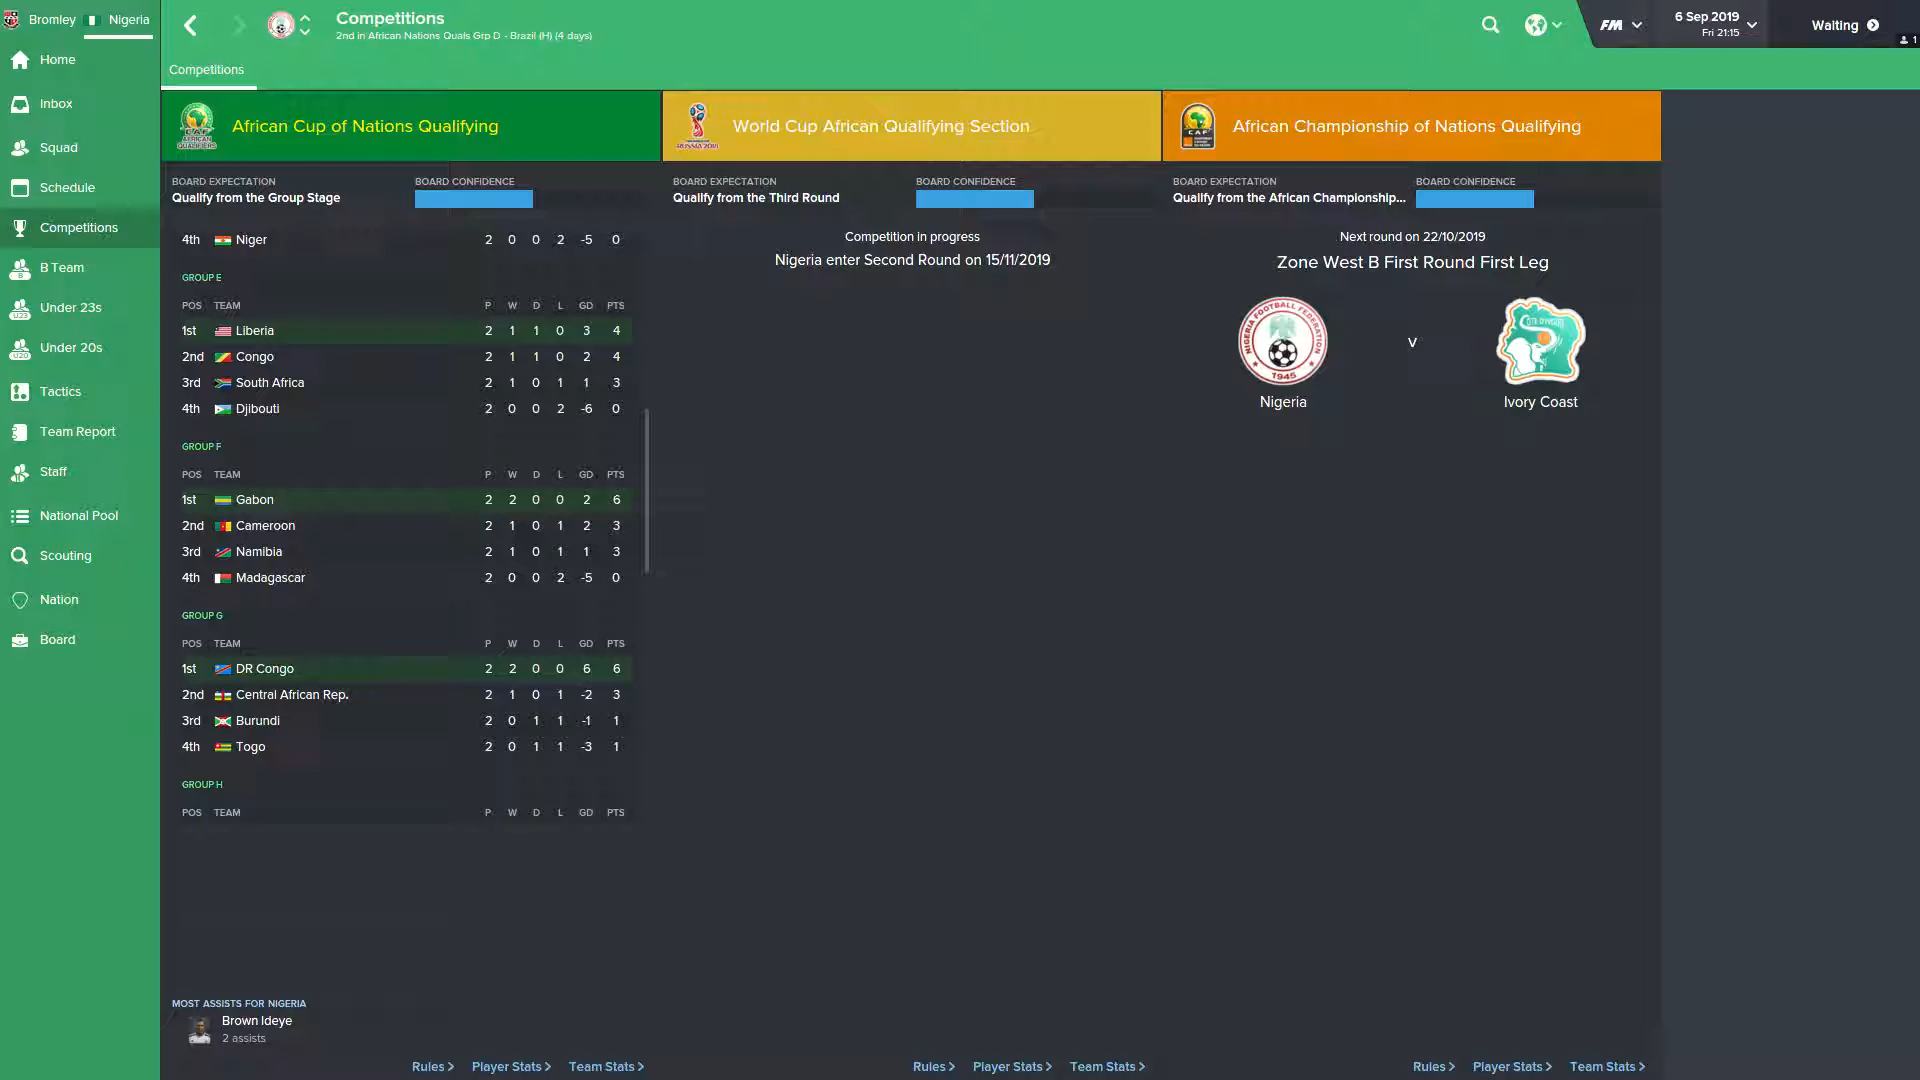 Bromley Nigeria
Competitions
2nd in African Nations Quals Grp D - Brazil (H) (4 days)
FM
6 Sep 2019
Fri 21:15
Waiting
1
Home
Inbox
Squad
Schedule
Competitions
B Team
Under 23s
Under 20s
Tactics
Team Report
Staff
National Pool
Scouting
Nation
Board
Competitions
African Cup of Nations Qualifying
BOARD EXPECTATION BOARD CONFIDENCE
Qualify from the Group Stage
4th Niger 2 0 0 2 -5 0
GROUP E
POS TEAM P W D L GD PTS
1st Liberia 2 1 1 0 3 4
2nd Congo 2 1 1 0 2 4
3rd South Africa 2 1 0 1 1 3
4th Djibouti 2 0 0 2 -6 0
GROUP F
POS TEAM P W D L GD PTS
1st Gabon 2 2 0 0 2 6
2nd Cameroon 2 1 0 1 2 3
3rd Namibia 2 1 0 1 1 3
4th Madagascar 2 0 0 2 -5 0
GROUP G
POS TEAM P W D L GD PTS
1st DR Congo 2 2 0 0 6 6
2nd Central African Rep. 2 1 0 1 -2 3
3rd Burundi 2 0 1 1 -1 1
4th Togo 2 0 1 1 -3 1
GROUP H
POS TEAM P W D L GD PTS
MOST ASSISTS FOR NIGERIA
Brown Ideye
2 assists
Rules Player Stats Team Stats
World Cup African Qualifying Section
BOARD EXPECTATION BOARD CONFIDENCE
Qualify from the Third Round
Competition in progress
Nigeria enter Second Round on 15/11/2019
Rules Player Stats Team Stats
African Championship of Nations Qualifying
BOARD EXPECTATION BOARD CONFIDENCE
Qualify from the African Championship...
Next round on 22/10/2019
Zone West B First Round First Leg
NIGERIA FOOTBALL FEDERATION
1945
V
Nigeria Ivory Coast
Rules Player Stats Team Stats